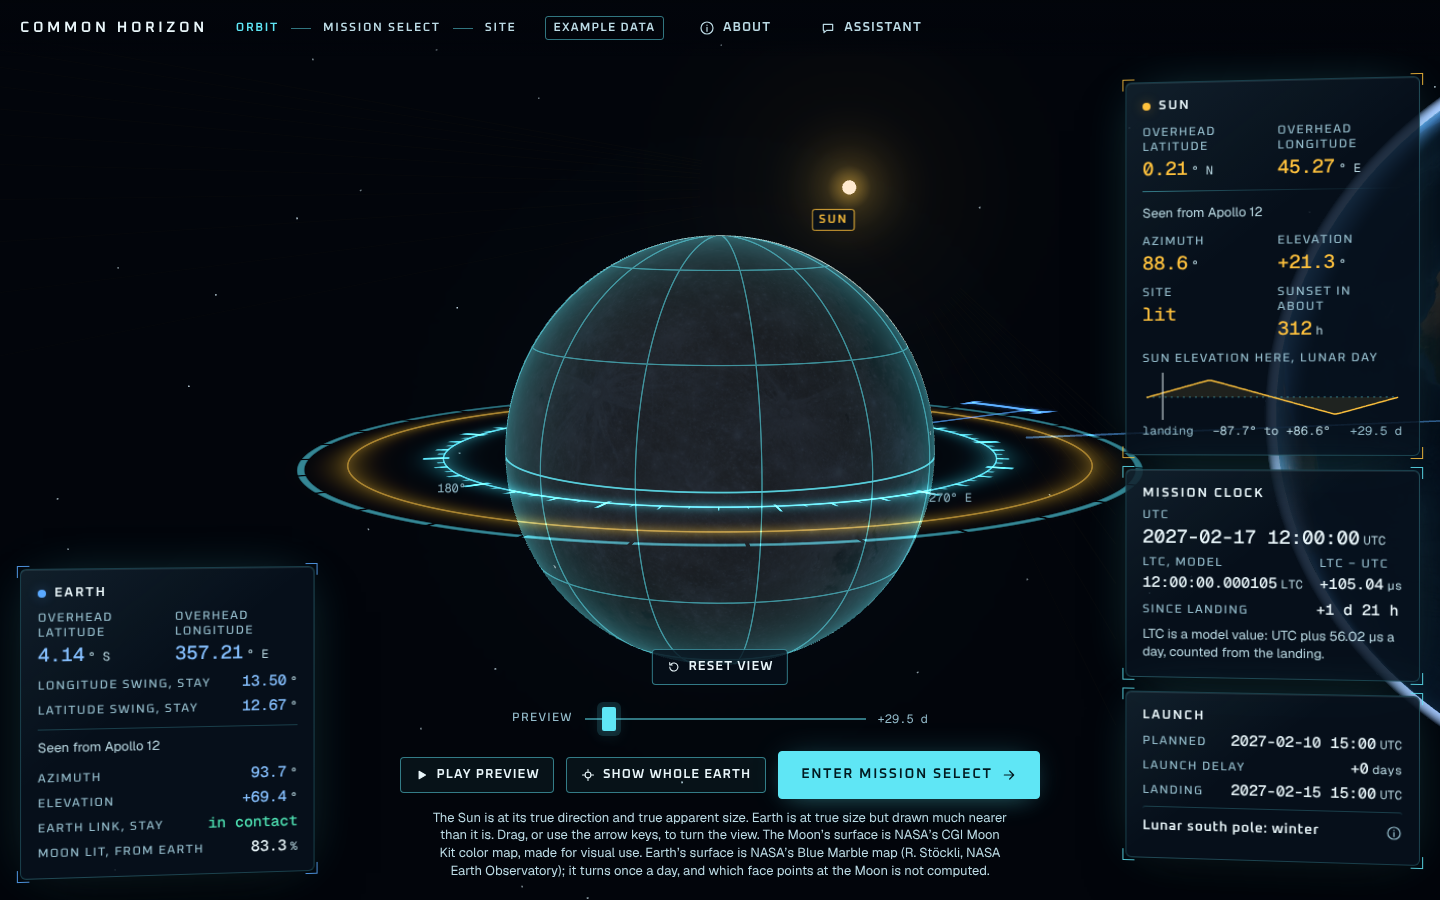 COMMON HORIZON
ORBIT — MISSION SELECT — SITE
EXAMPLE DATA
ABOUT
ASSISTANT
SUN
180°
270° E
RESET VIEW
PREVIEW
+29.5 d
PLAY PREVIEW
SHOW WHOLE EARTH
ENTER MISSION SELECT →
The Sun is at its true direction and true apparent size. Earth is at true size but drawn much nearer
than it is. Drag, or use the arrow keys, to turn the view. The Moon's surface is NASA's CGI Moon
Kit color map, made for visual use. Earth's surface is NASA's Blue Marble map (R. Stöckli, NASA
Earth Observatory); it turns once a day, and which face points at the Moon is not computed.
EARTH
OVERHEAD LATITUDE
4.14° S
OVERHEAD LONGITUDE
357.21° E
LONGITUDE SWING, STAY 13.50°
LATITUDE SWING, STAY 12.67°
Seen from Apollo 12
AZIMUTH 93.7°
ELEVATION +69.4°
EARTH LINK, STAY in contact
MOON LIT, FROM EARTH 83.3%
SUN
OVERHEAD LATITUDE
0.21° N
OVERHEAD LONGITUDE
45.27° E
Seen from Apollo 12
AZIMUTH
88.6°
ELEVATION
+21.3°
SITE
lit
SUNSET IN ABOUT
312 h
SUN ELEVATION HERE, LUNAR DAY
landing −87.7° to +86.6° +29.5 d
MISSION CLOCK
UTC
2027-02-17 12:00:00 UTC
LTC, MODEL
12:00:00.000105 LTC
LTC − UTC
+105.04 µs
SINCE LANDING +1 d 21 h
LTC is a model value: UTC plus 56.02 µs a
day, counted from the landing.
LAUNCH
PLANNED 2027-02-10 15:00 UTC
LAUNCH DELAY +0 days
LANDING 2027-02-15 15:00 UTC
Lunar south pole: winter